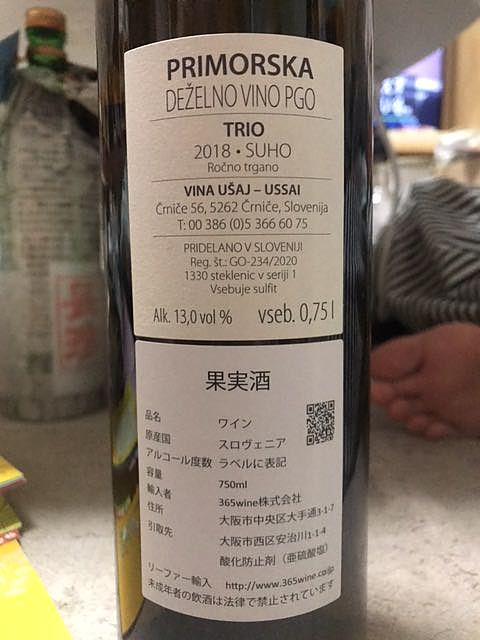 PRIMORSKA
DEŽELNO VINO PGO
TRIO
2018 • SUHO
Ročno trgano
VINA UŠAJ – USSAI
Črniče 56, 5262 Črniče, Slovenija
T: 00 386 (0)5 366 60 75
PRIDELANO V SLOVENIJI
Reg. št.: GO-234/2020
1330 steklenic v seriji 1
Vsebuje sulfit
Alk. 13,0 vol % vseb. 0,75 l
果実酒
品名 ワイン
原産国 スロヴェニア
アルコール度数 ラベルに表記
容量 750ml
輸入者 365wine株式会社
住所 大阪市中央区大手通3-1-7
引取先 大阪市西区安治川1-1-4
酸化防止剤（亜硫酸塩）
リーファー輸入 http://www.365wine.co.jp
未成年者の飲酒は法律で禁止されています